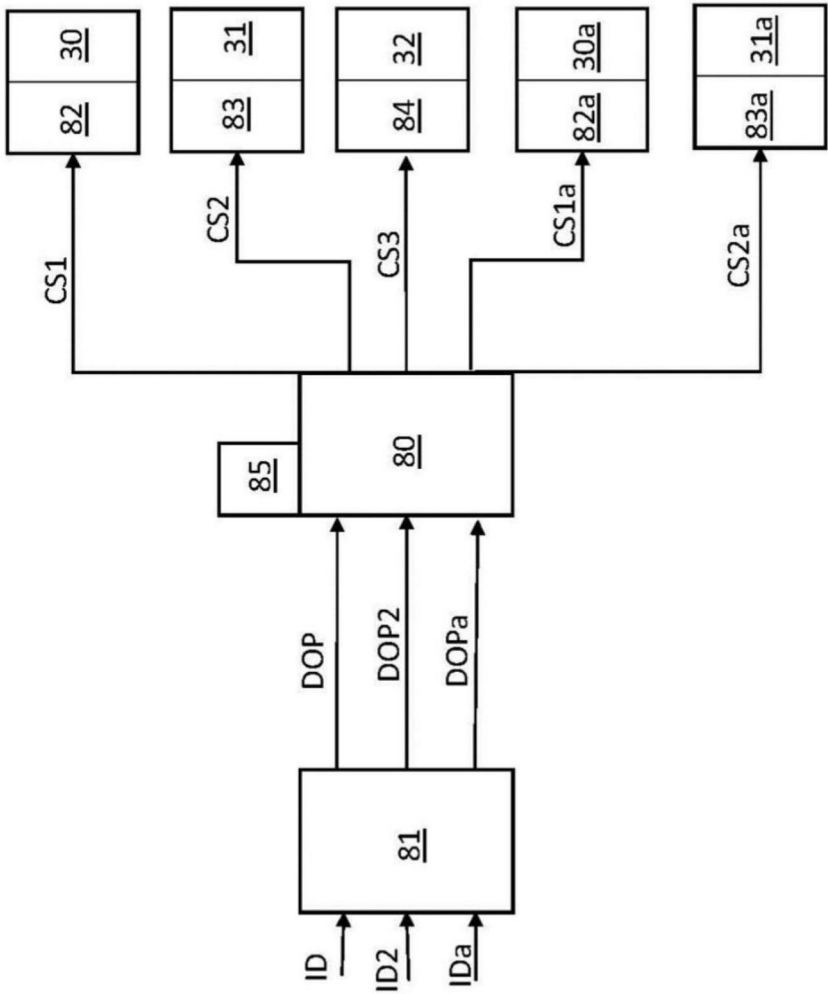 30
82
31
83
32
84
30a
82a
31a
83a
CS1
CS2
CS3
CS1a
CS2a
85
80
DOP
DOP2
DOPa
81
ID
ID2
IDa